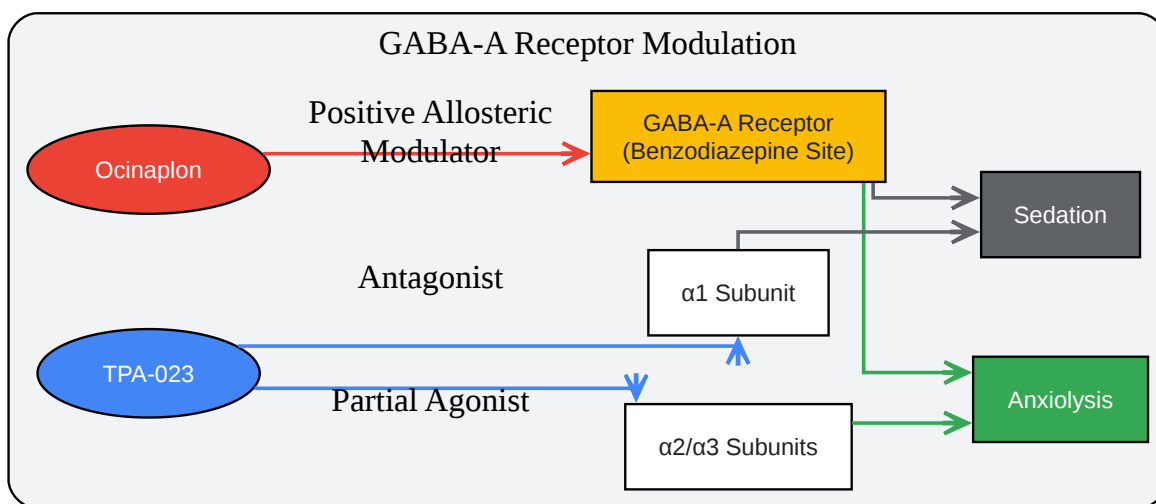 GABA-A Receptor Modulation
Positive Allosteric
Modulator
GABA-A Receptor
(Benzodiazepine Site)
Ocinaplon
Sedation
Antagonist
α1 Subunit
TPA-023
Partial Agonist
Anxiolysis
α2/α3 Subunits